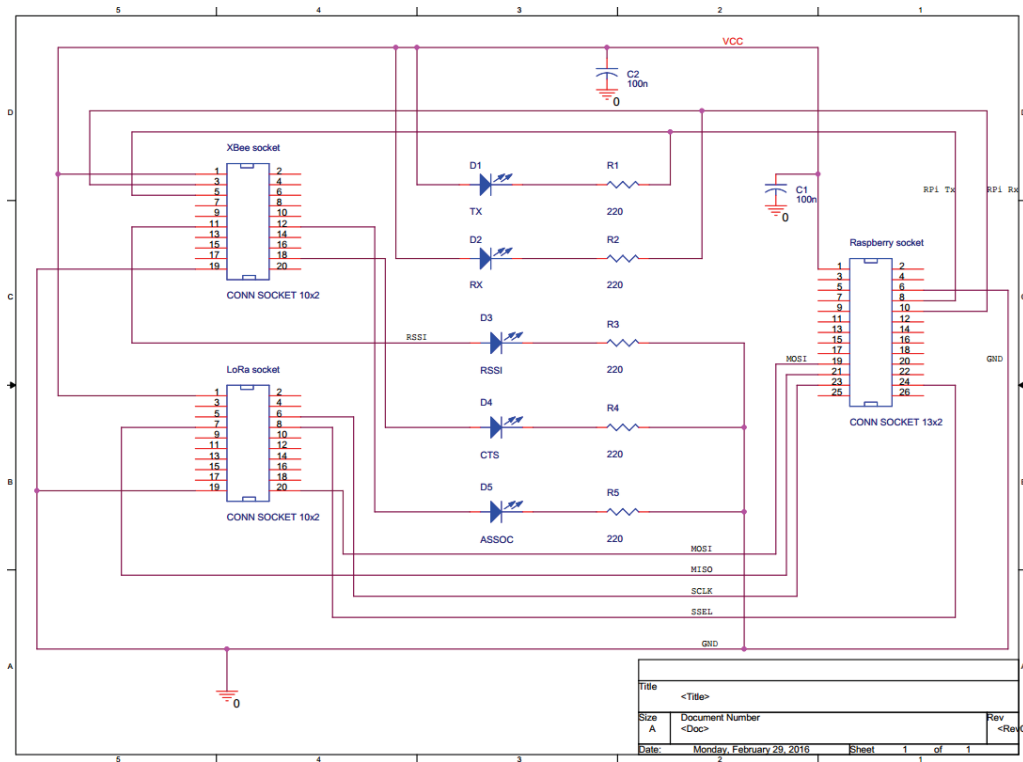 5 4 3 2 1
VCC
C2
100n
0
D
D
XBee socket
D1
R1
C1
100n
0
RPi Tx
RPi Rx
TX
220
1 2
3 4
5 6
7 8
9 10
11 12
13 14
15 16
17 18
19 20
CONN SOCKET 10x2
D2
R2
RX
220
Raspberry socket
C
C
D3
R3
RSSI
RSSI
220
1 2
3 4
5 6
7 8
9 10
11 12
13 14
15 16
17 18
19 20
21 22
23 24
25 26
MOSI
GND
CONN SOCKET 13x2
LoRa socket
D4
R4
CTS
220
1 2
3 4
5 6
7 8
9 10
11 12
13 14
15 16
17 18
19 20
CONN SOCKET 10x2
B
D5
R5
ASSOC
220
MOSI
MISO
SCLK
SSEL
GND
A
0
Title
<Title>
Size
A
Document Number
<Doc>
Rev
Date:
Monday, February 29, 2016
Sheet
1 of 1
5 4 3 2 1